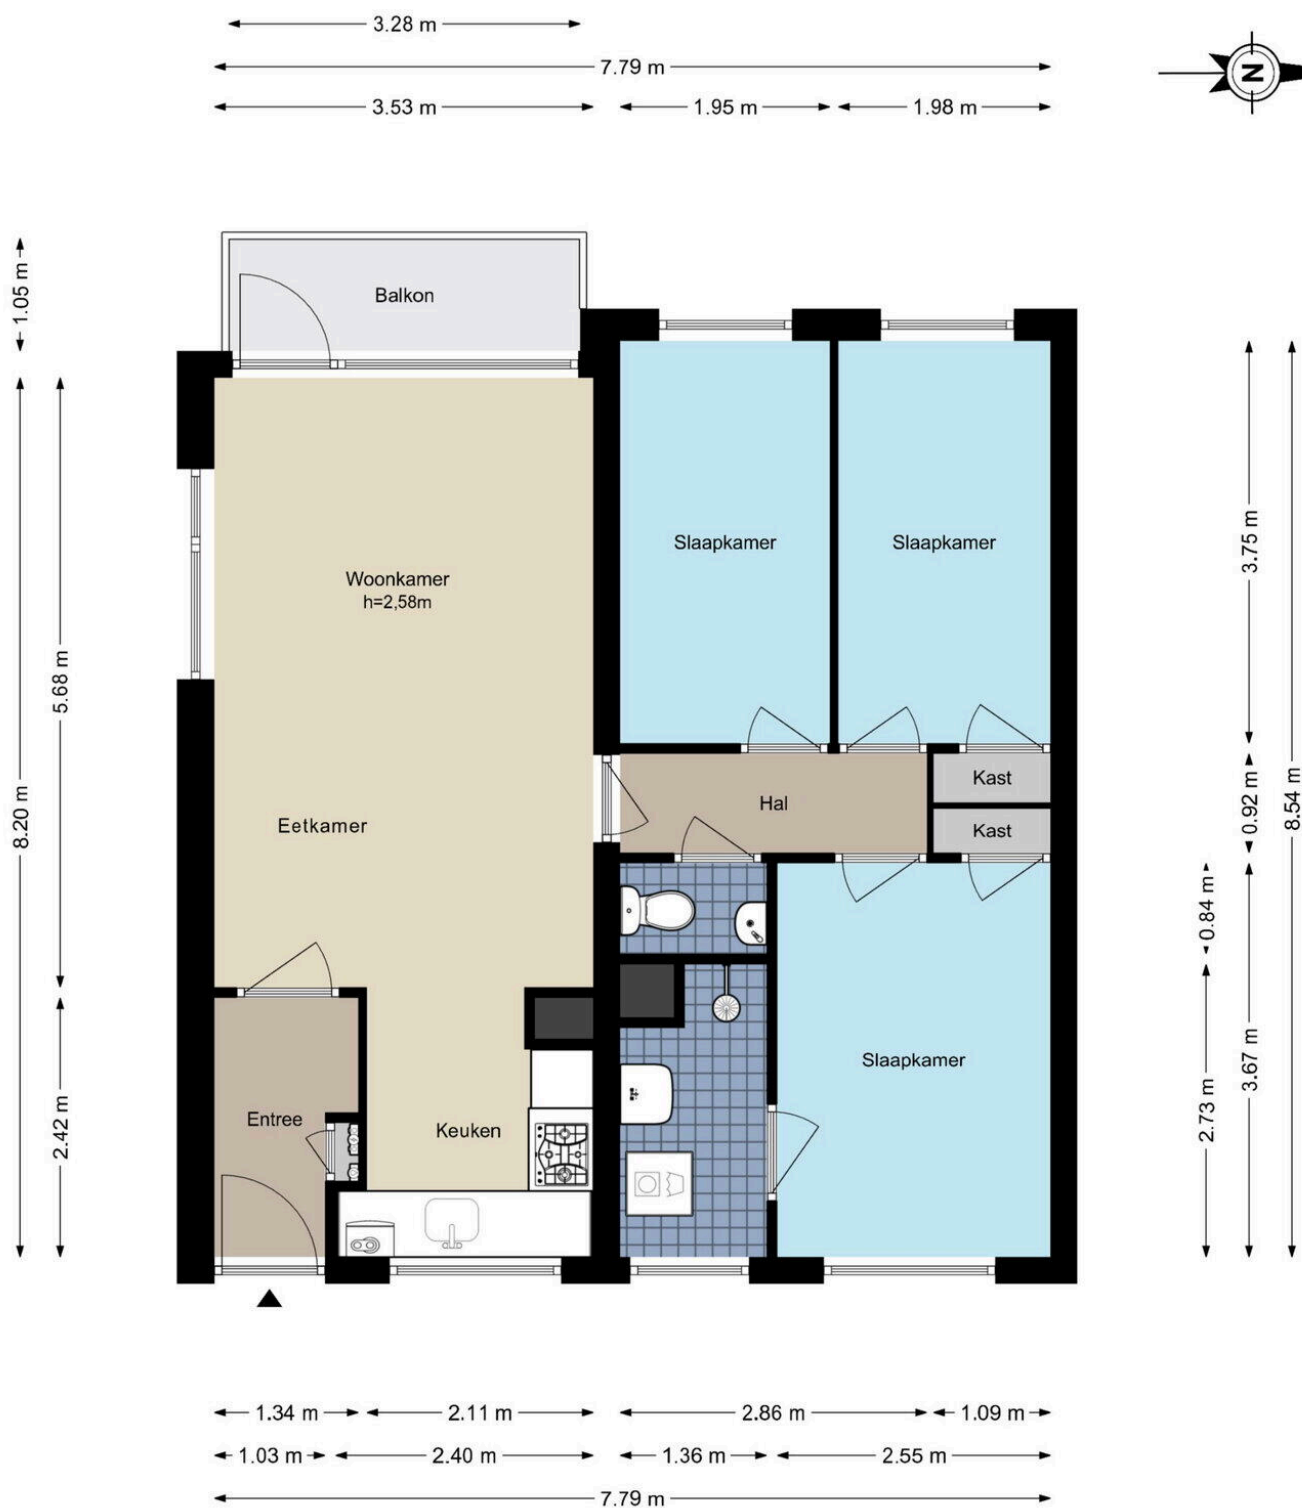 3.28 m
7.79 m
3.53 m
1.95 m
1.98 m
N
1.05 m
Balkon
8.20 m
5.68 m
2.42 m
Woonkamer
h=2,58m
Slaapkamer
Slaapkamer
3.75 m
8.54 m
0.92 m
Kast
Hal
Kast
Eetkamer
0.84 m
3.67 m
2.73 m
Slaapkamer
Entree
Keuken
1.34 m
2.11 m
2.86 m
1.09 m
1.03 m
2.40 m
1.36 m
2.55 m
7.79 m